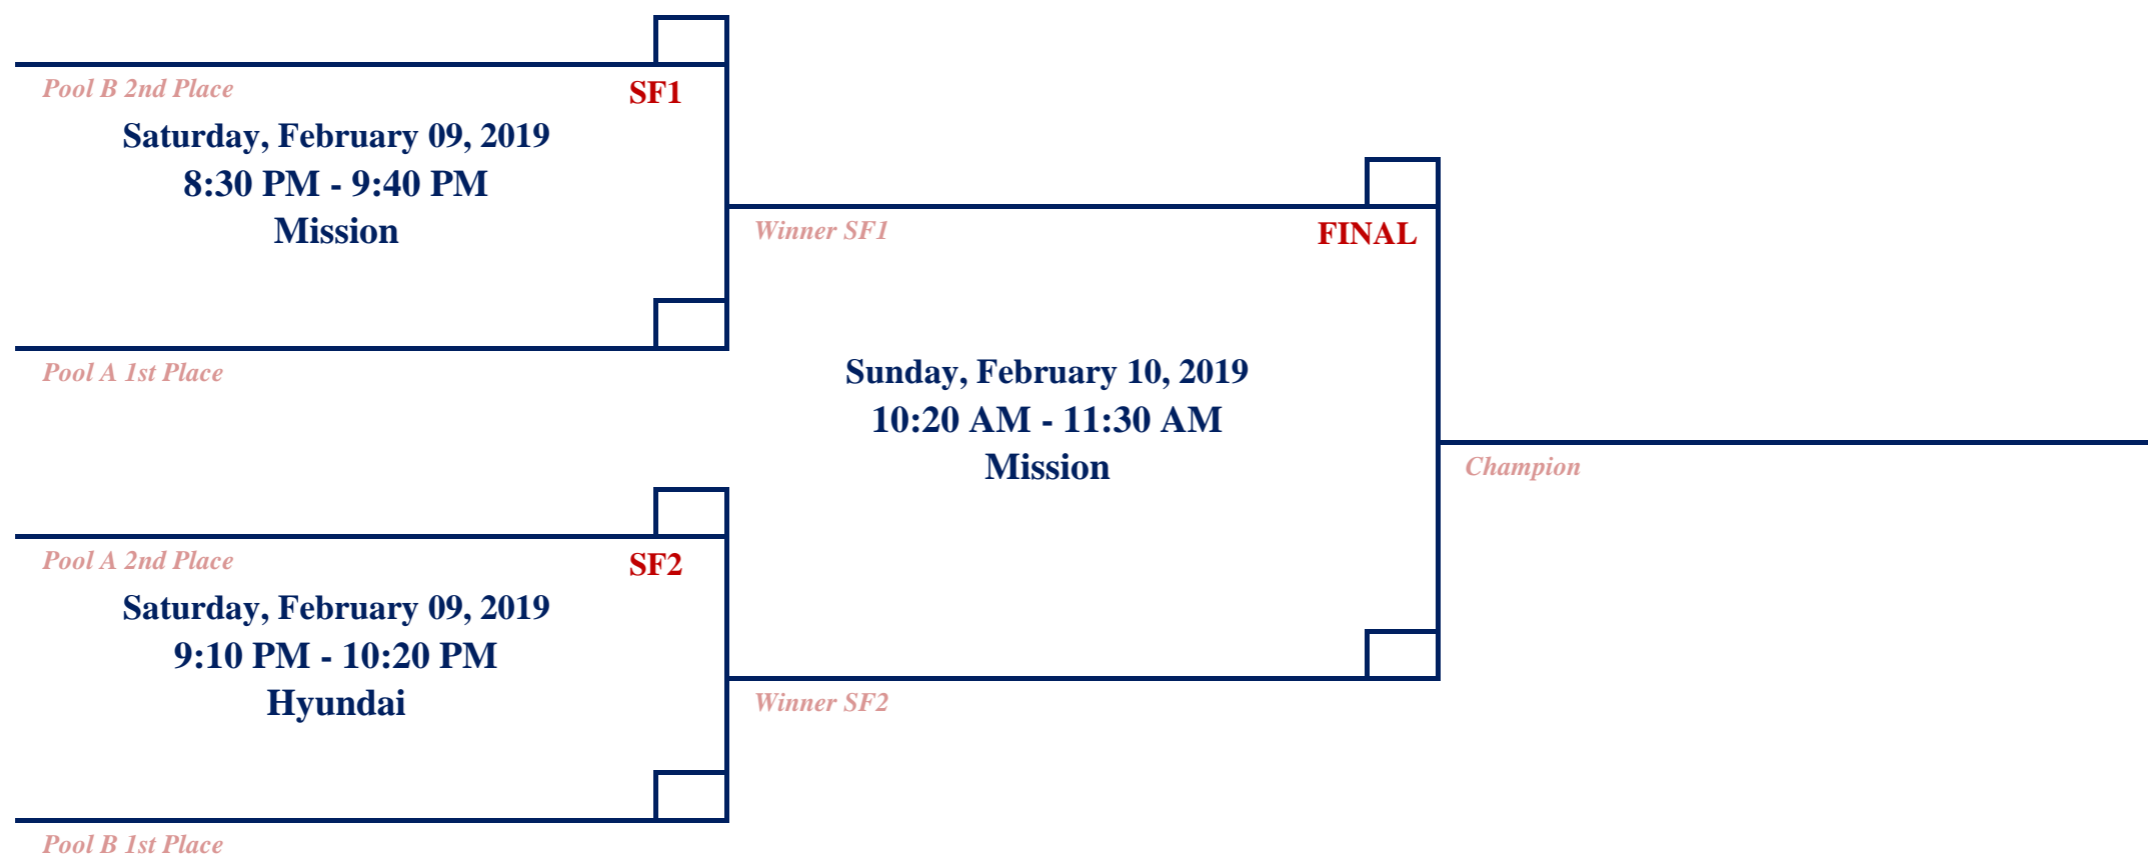 Pool B 2nd Place
SF1
Saturday, February 09, 2019
8:30 PM - 9:40 PM
Mission
Pool A 1st Place
Winner SF1
FINAL
Sunday, February 10, 2019
10:20 AM - 11:30 AM
Mission
Champion
Pool A 2nd Place
SF2
Saturday, February 09, 2019
9:10 PM - 10:20 PM
Hyundai
Winner SF2
Pool B 1st Place